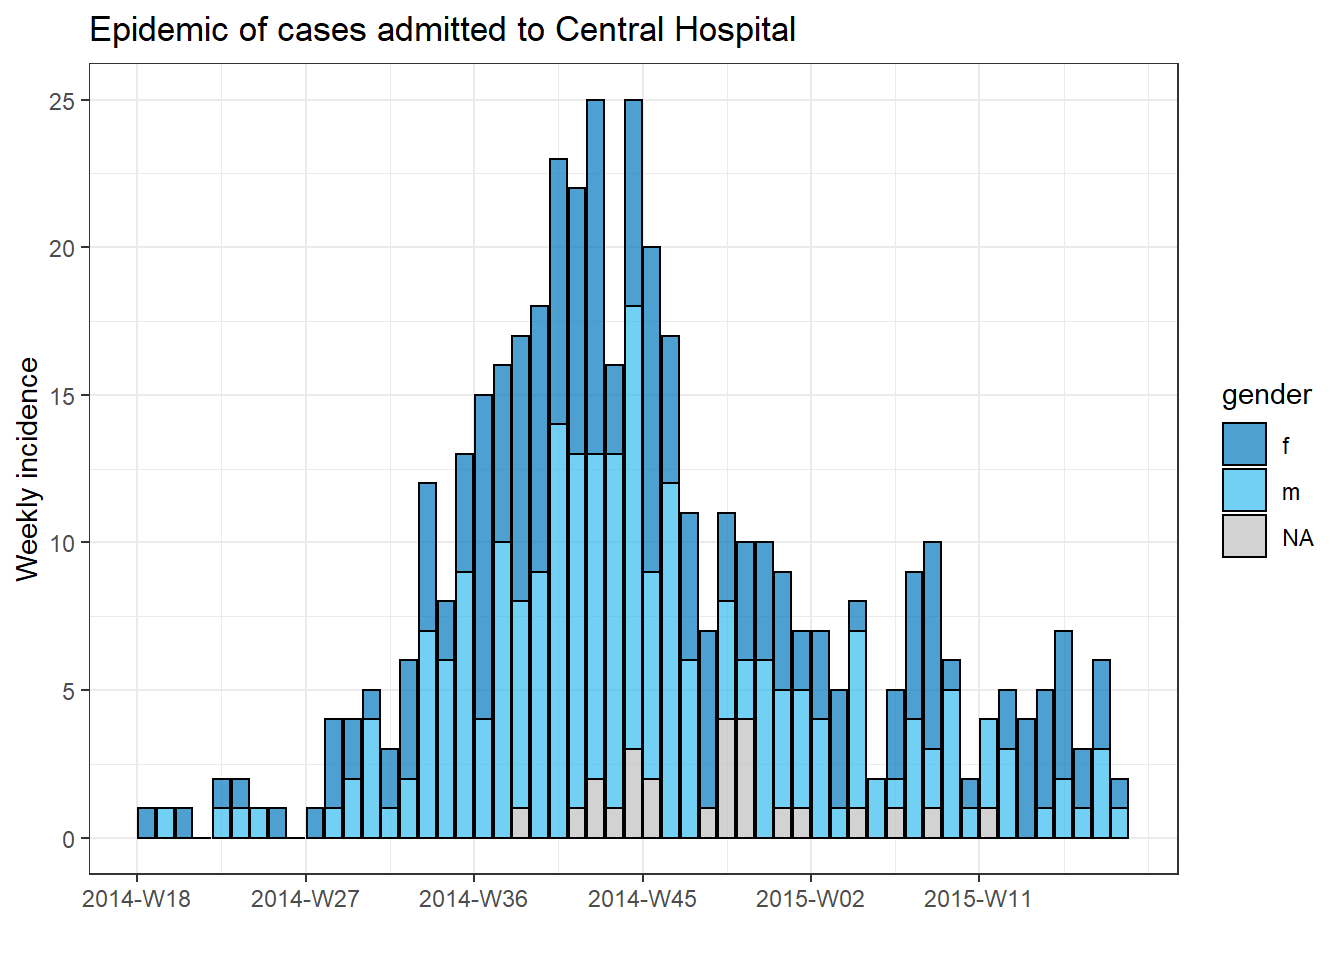 Epidemic of cases admitted to Central Hospital
Weekly incidence
25
20
15
10
5
0
2014-W18
2014-W27
2014-W36
2014-W45
2015-W02
2015-W11
gender
f
m
NA